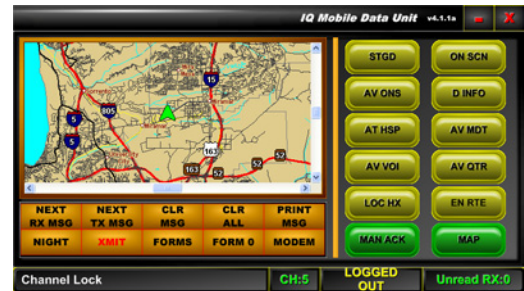 IQ Mobile Data Unit v4.1.1a X
STGD ON SCN
AV ONS D INFO
AT HSP AV MDT
AV VOI AV QTR
LOC HX EN RTE
MAN ACK MAP
15
805
5
5
Miramar
163
163
52
52
52
NEXT RX MSG
NEXT TX MSG
CLR MSG
CLR ALL
PRINT MSG
NIGHT XMIT FORMS FORM 0 MODEM
Channel Lock CH:5 LOGGED OUT Unread RX:0